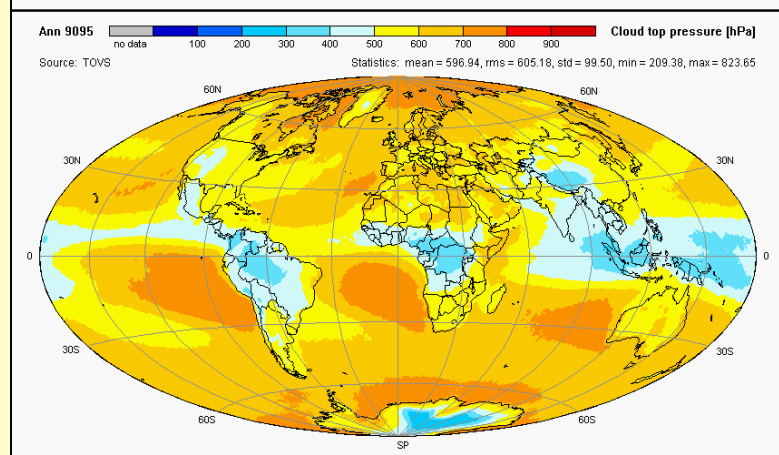 Ann 9095
no data 100 200 300 400 500 600 700 800 900
Cloud top pressure [hPa]
Source: TOVS
Statistics: mean = 596.94, rms = 605.18, std = 99.50, min = 209.38, max = 823.65
60N 60N
30N 30N
0 0
30S 30S
60S 60S
SP